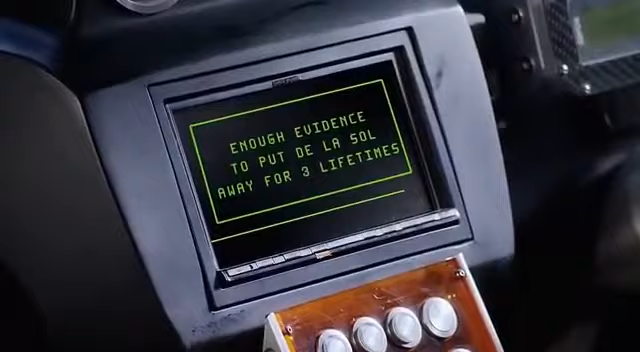 ENOUGH EVIDENCE
TO PUT DE LA SOL
AWAY FOR 3 LIFETIMES